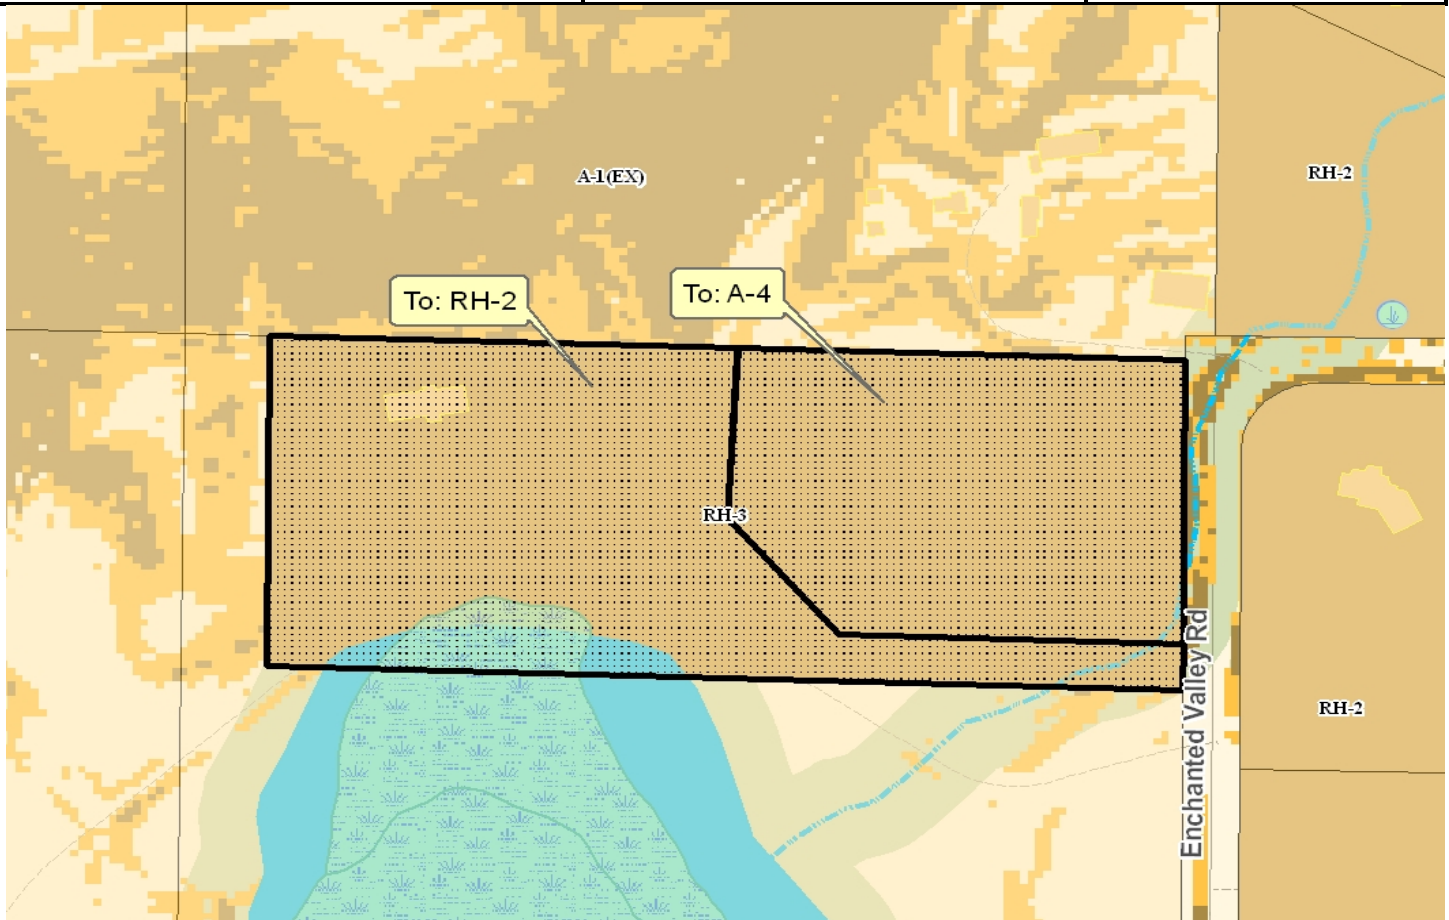 RH-2
A-1(EX)
To: RH-2
To: A-4
RH-3
Enchanted Valley Rd
RH-2